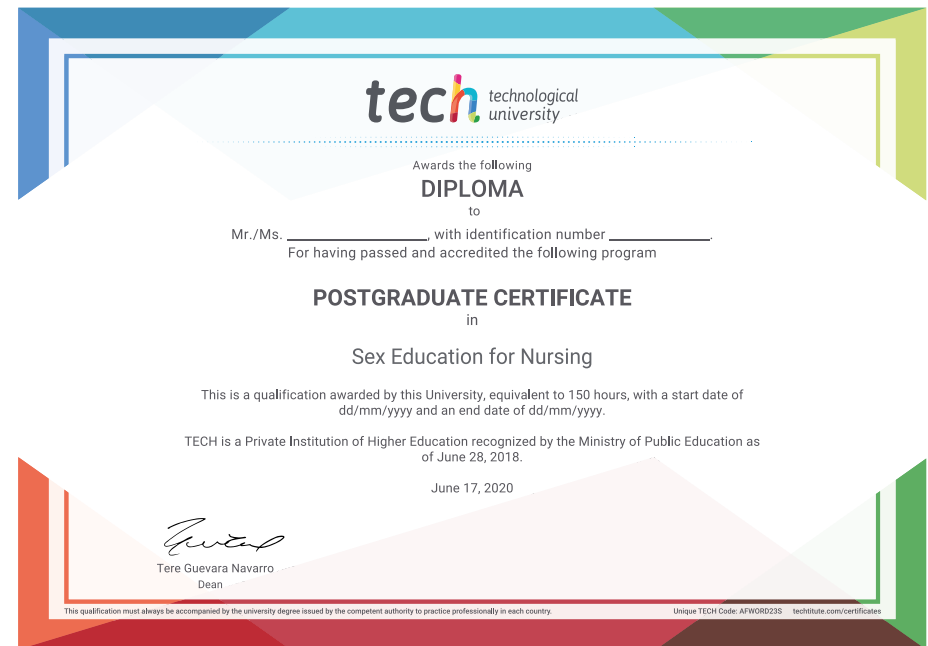 tech technological
university
Awards the following
DIPLOMA
to
Mr./Ms. ____________, with identification number ____________.
For having passed and accredited the following program
POSTGRADUATE CERTIFICATE
in
Sex Education for Nursing
This is a qualification awarded by this University, equivalent to 150 hours, with a start date of
dd/mm/yyyy and an end date of dd/mm/yyyy.
TECH is a Private Institution of Higher Education recognized by the Ministry of Public Education as
of June 28, 2018.
June 17, 2020
Tere Guevara Navarro
Dean
This qualification must always be accompanied by the university degree issued by the competent authority to practice professionally in each country. Unique TECH Code: AFWORD23S techtitute.com/certificates